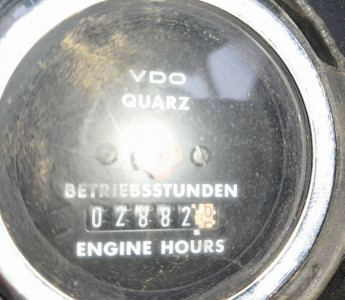 VDO
QUARZ
BETRIEBSSTUNDEN
02882
ENGINE HOURS